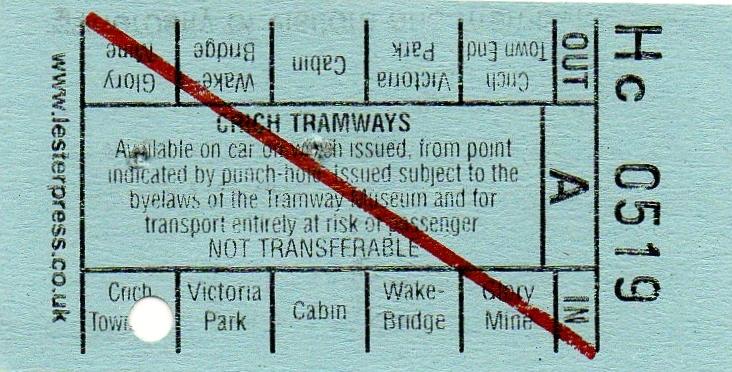 Glory
Mine
Wake
Bridge
Cabin
Victoria
Park
Crich
Town End
OUT
CRICH TRAMWAYS
Available on car on which issued, from point
indicated by punch-hole, issued subject to the
byelaws of the Tramway Museum and for
transport entirely at risk of passenger
NOT TRANSFERABLE
A
Crich
Town
Victoria
Park
Cabin
Wake-
Bridge
Glory
Mine
IN
Hc 0519
www.lesterpress.co.uk